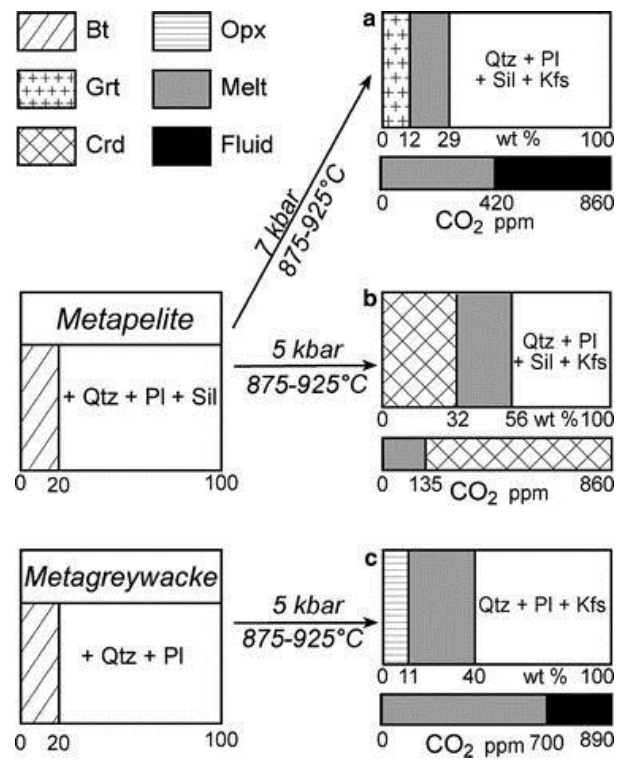 Bt
Opx
Grt
Melt
Crd
Fluid
a
Qtz + Pl
+ Sil + Kfs
0 12 29 wt % 100
0 420 860
CO₂ ppm
7 kbar
875-925°C
Metapelite
+ Qtz + Pl + Sil
0 20 100
5 kbar
875-925°C
b
Qtz + Pl
+ Sil + Kfs
0 32 56 wt % 100
0 135 860
CO₂ ppm
Metagreywacke
+ Qtz + Pl
0 20 100
5 kbar
875-925°C
c
Qtz + Pl + Kfs
0 11 40 wt % 100
0 CO₂ ppm 700 890